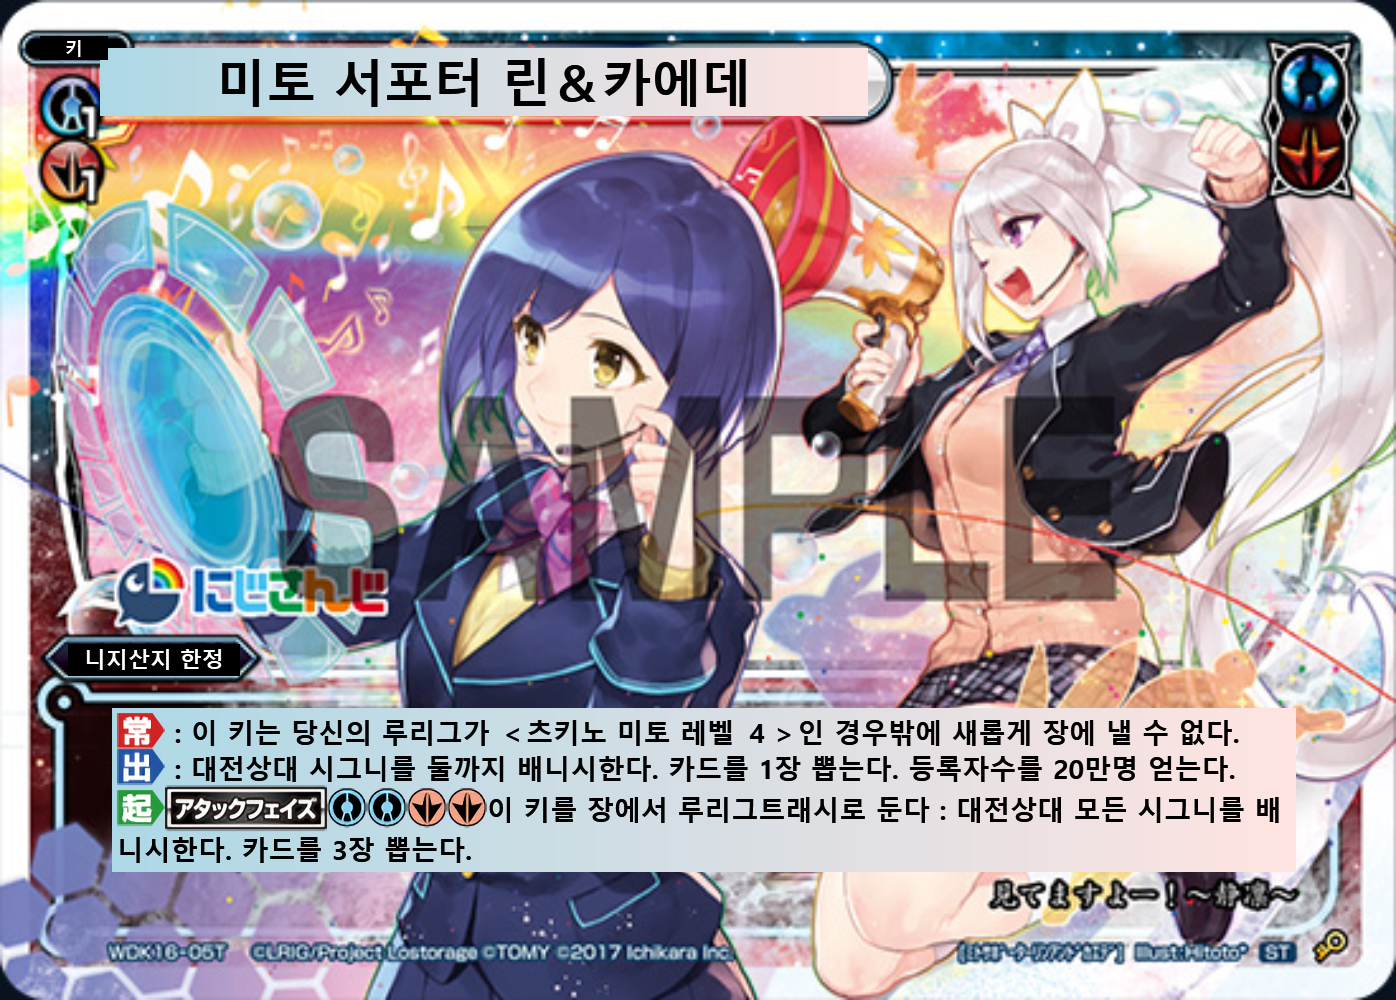 키
미토 서포터 린&카에데
1
1
SAMPLE
にじさんじ
니지산지 한정
常 : 이 키는 당신의 루리그가 <츠키노 미토 레벨 4>인 경우밖에 새롭게 장에 낼 수 없다.
出 : 대전상대 시그니를 둘까지 배니시한다. 카드를 1장 뽑는다. 등록자수를 20만명 얻는다.
起 アタックフェイズ 이 키를 장에서 루리그트래시로 둔다 : 대전상대 모든 시그니를 배
니시한다. 카드를 3장 뽑는다.
見てますよー！～静凛～
WDK16-05T ©LRIG/Project Lostorage ©TOMY ©2017 Ichikara Inc.
Illust:Hitoto* ST